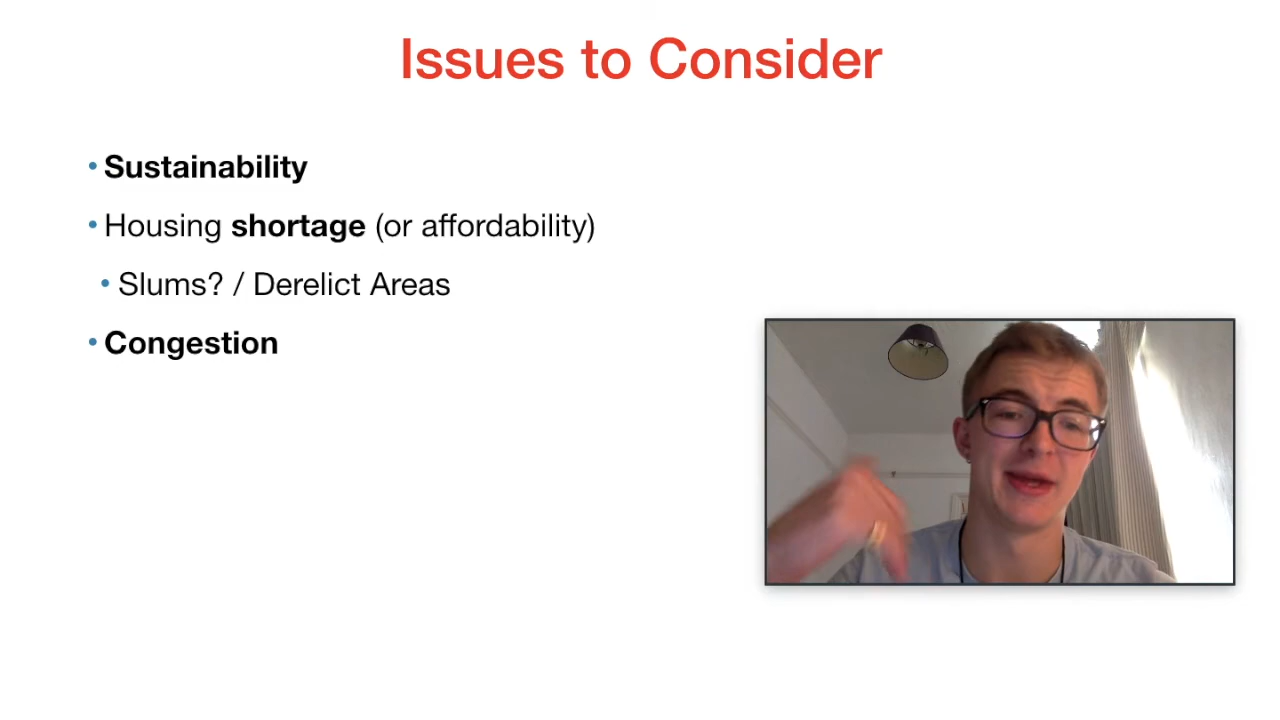 Issues to Consider
• Sustainability
• Housing shortage (or affordability)
• Slums? / Derelict Areas
• Congestion